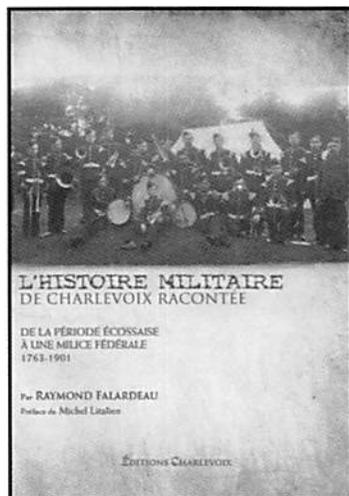 L'HISTOIRE MILITAIRE
DE CHARLEVOIX RACONTÉE
DE LA PÉRIODE ÉCOSSAISE
À UNE MILICE FÉDÉRALE
1763-1901
Par RAYMOND FALARDEAU
Préface de Michel Litalien
ÉDITIONS CHARLEVOIX